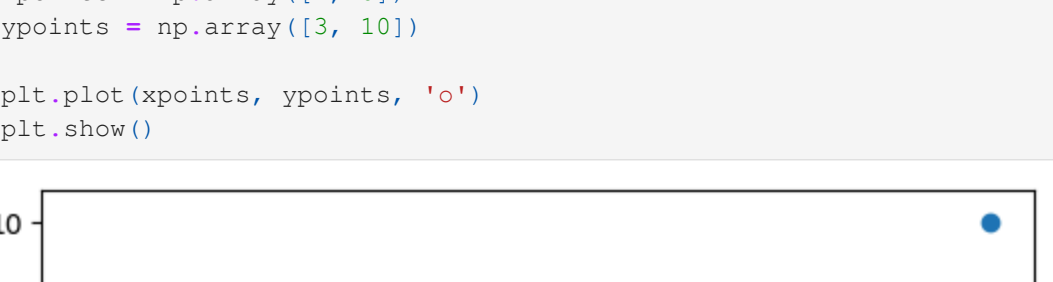 ypoints = np.array([3, 10])
plt.plot(xpoints, ypoints, 'o')
plt.show()
10